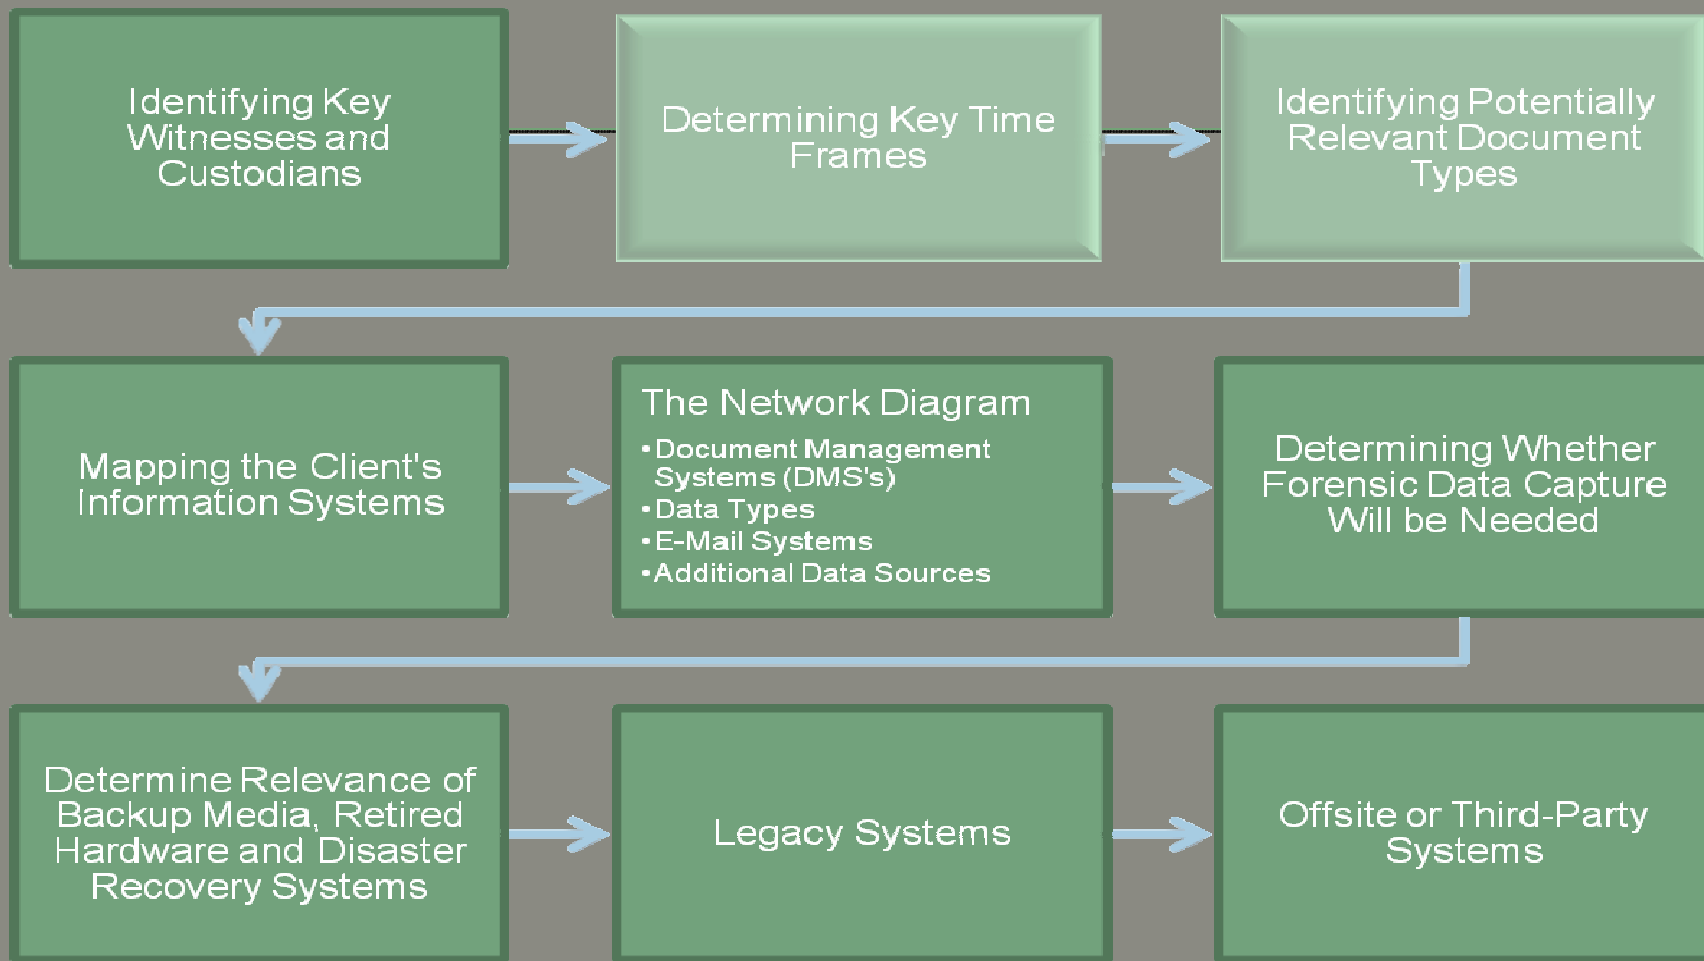 Identifying Key
Witnesses and
Custodians
Determining Key Time
Frames
Identifying Potentially
Relevant Document
Types
Mapping the Client's
Information Systems
The Network Diagram
•Document Management
Systems (DMS's)
•Data Types
•E-Mail Systems
•Additional Data Sources
Determining Whether
Forensic Data Capture
Will be Needed
Determine Relevance of
Backup Media, Retired
Hardware and Disaster
Recovery Systems
Legacy Systems
Offsite or Third-Party
Systems